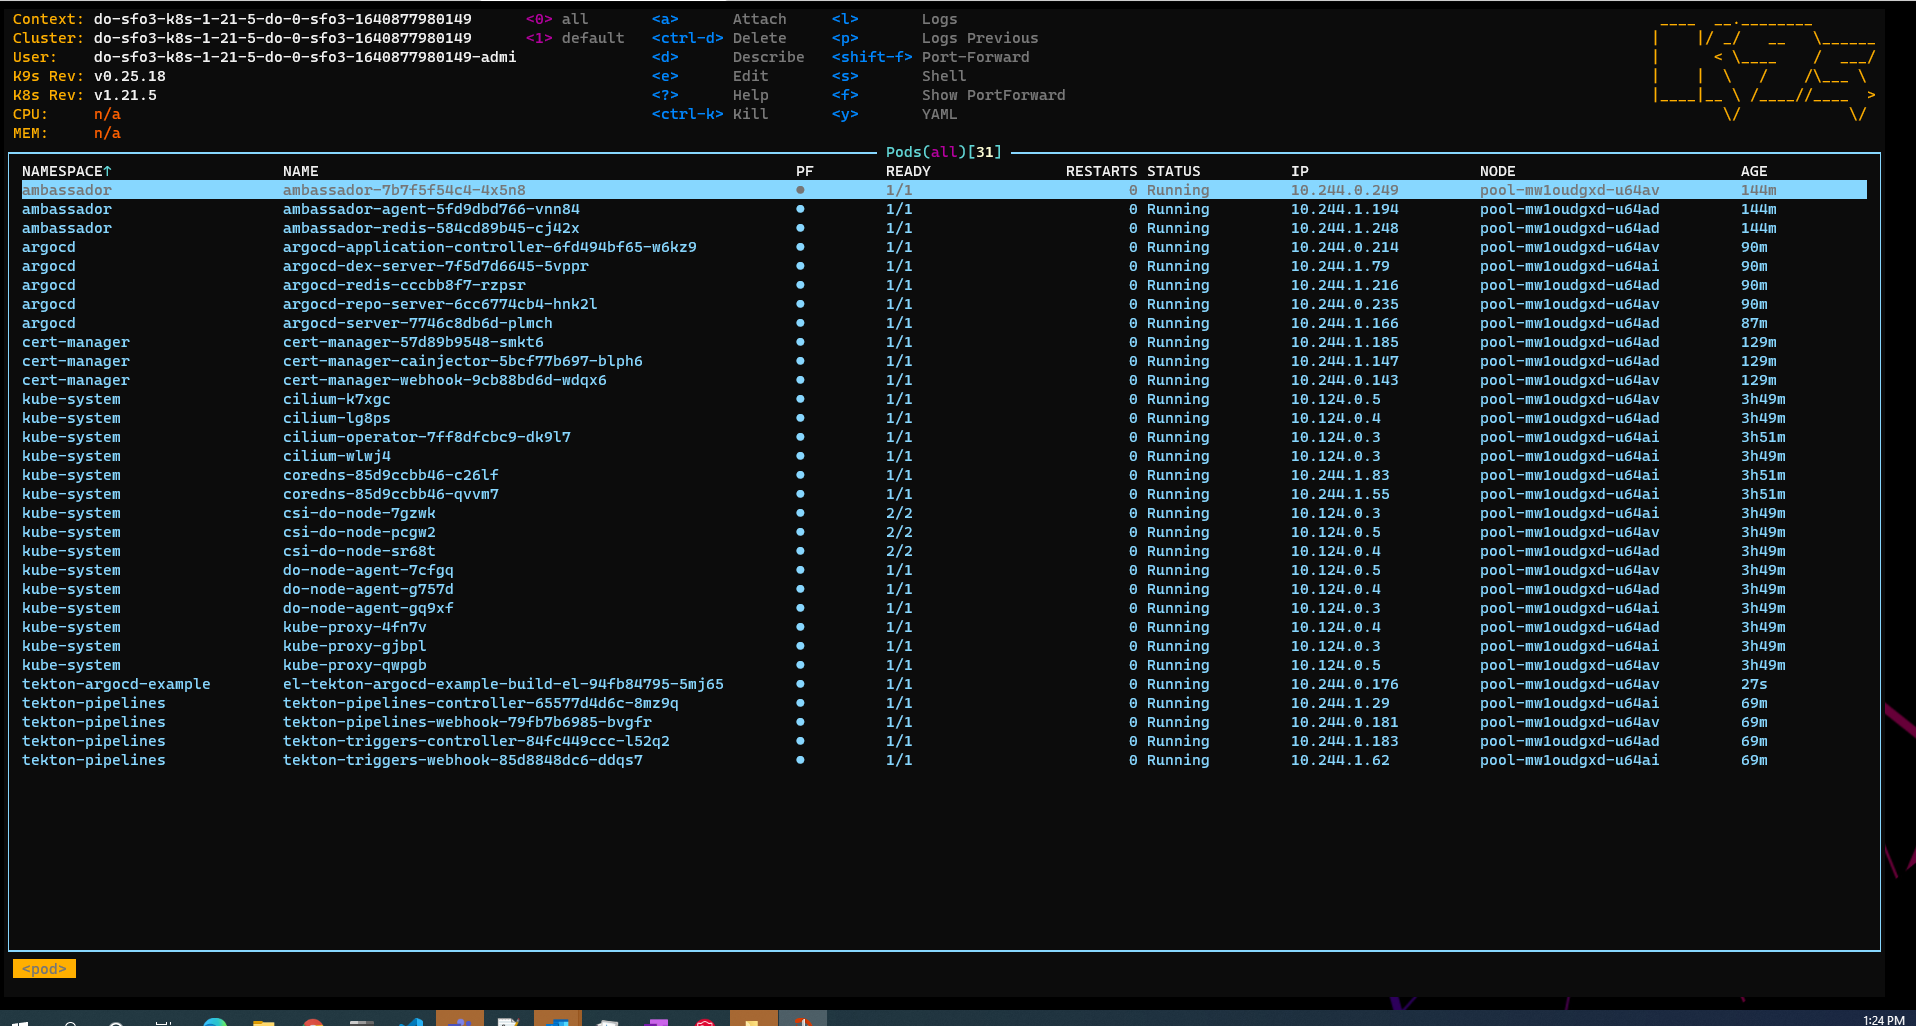 Context: do-sfo3-k8s-1-21-5-do-0-sfo3-1640877980149 <0> all <a> Attach <l> Logs
Cluster: do-sfo3-k8s-1-21-5-do-0-sfo3-1640877980149 <1> default <ctrl-d> Delete <p> Logs Previous
User: do-sfo3-k8s-1-21-5-do-0-sfo3-1640877980149-admi <d> Describe <shift-f> Port-Forward
K9s Rev: v0.25.18 <e> Edit <s> Shell
K8s Rev: v1.21.5 <?> Help <f> Show PortForward
CPU: n/a <ctrl-k> Kill <y> YAML
MEM: n/a
Pods(all)[31]
NAMESPACE↑ NAME PF READY RESTARTS STATUS IP NODE AGE
ambassador ambassador-7b7f5f54c4-4x5n8 ● 1/1 0 Running 10.244.0.249 pool-mw1oudgxd-u64av 144m
ambassador ambassador-agent-5fd9dbd766-vnn84 ● 1/1 0 Running 10.244.1.194 pool-mw1oudgxd-u64ad 144m
ambassador ambassador-redis-584cd89b45-cj42x ● 1/1 0 Running 10.244.1.248 pool-mw1oudgxd-u64ad 144m
argocd argocd-application-controller-6fd494bf65-w6kz9 ● 1/1 0 Running 10.244.0.214 pool-mw1oudgxd-u64av 90m
argocd argocd-dex-server-7f5d7d6645-5vppr ● 1/1 0 Running 10.244.1.79 pool-mw1oudgxd-u64ai 90m
argocd argocd-redis-cccbb8f7-rzpsr ● 1/1 0 Running 10.244.1.216 pool-mw1oudgxd-u64ad 90m
argocd argocd-repo-server-6cc6774cb4-hnk2l ● 1/1 0 Running 10.244.0.235 pool-mw1oudgxd-u64av 90m
argocd argocd-server-7746c8db6d-plmch ● 1/1 0 Running 10.244.1.166 pool-mw1oudgxd-u64ad 87m
cert-manager cert-manager-57d89b9548-smkt6 ● 1/1 0 Running 10.244.1.185 pool-mw1oudgxd-u64ad 129m
cert-manager cert-manager-cainjector-5bcf77b697-blph6 ● 1/1 0 Running 10.244.1.147 pool-mw1oudgxd-u64ad 129m
cert-manager cert-manager-webhook-9cb88bd6d-wdqx6 ● 1/1 0 Running 10.244.0.143 pool-mw1oudgxd-u64av 129m
kube-system cilium-k7xgc ● 1/1 0 Running 10.124.0.5 pool-mw1oudgxd-u64av 3h49m
kube-system cilium-lg8ps ● 1/1 0 Running 10.124.0.4 pool-mw1oudgxd-u64ad 3h49m
kube-system cilium-operator-7ff8dfcbc9-dk9l7 ● 1/1 0 Running 10.124.0.3 pool-mw1oudgxd-u64ai 3h51m
kube-system cilium-wlwj4 ● 1/1 0 Running 10.124.0.3 pool-mw1oudgxd-u64ai 3h49m
kube-system coredns-85d9ccbb46-c26lf ● 1/1 0 Running 10.244.1.83 pool-mw1oudgxd-u64ai 3h51m
kube-system coredns-85d9ccbb46-qvvm7 ● 1/1 0 Running 10.244.1.55 pool-mw1oudgxd-u64ai 3h51m
kube-system csi-do-node-7gzwk ● 2/2 0 Running 10.124.0.3 pool-mw1oudgxd-u64ai 3h49m
kube-system csi-do-node-pcgw2 ● 2/2 0 Running 10.124.0.5 pool-mw1oudgxd-u64av 3h49m
kube-system csi-do-node-sr68t ● 2/2 0 Running 10.124.0.4 pool-mw1oudgxd-u64ad 3h49m
kube-system do-node-agent-7cfgq ● 1/1 0 Running 10.124.0.5 pool-mw1oudgxd-u64av 3h49m
kube-system do-node-agent-g757d ● 1/1 0 Running 10.124.0.4 pool-mw1oudgxd-u64ad 3h49m
kube-system do-node-agent-gq9xf ● 1/1 0 Running 10.124.0.3 pool-mw1oudgxd-u64ai 3h49m
kube-system kube-proxy-4fn7v ● 1/1 0 Running 10.124.0.4 pool-mw1oudgxd-u64ad 3h49m
kube-system kube-proxy-gjbpl ● 1/1 0 Running 10.124.0.3 pool-mw1oudgxd-u64ai 3h49m
kube-system kube-proxy-qwpgb ● 1/1 0 Running 10.124.0.5 pool-mw1oudgxd-u64av 3h49m
tekton-argocd-example el-tekton-argocd-example-build-el-94fb84795-5mj65 ● 1/1 0 Running 10.244.0.176 pool-mw1oudgxd-u64av 27s
tekton-pipelines tekton-pipelines-controller-65577d4d6c-8mz9q ● 1/1 0 Running 10.244.1.29 pool-mw1oudgxd-u64ai 69m
tekton-pipelines tekton-pipelines-webhook-79fb7b6985-bvgfr ● 1/1 0 Running 10.244.0.181 pool-mw1oudgxd-u64av 69m
tekton-pipelines tekton-triggers-controller-84fc449ccc-l52q2 ● 1/1 0 Running 10.244.1.183 pool-mw1oudgxd-u64ad 69m
tekton-pipelines tekton-triggers-webhook-85d8848dc6-ddqs7 ● 1/1 0 Running 10.244.1.62 pool-mw1oudgxd-u64ai 69m
<pod>
1:24 PM